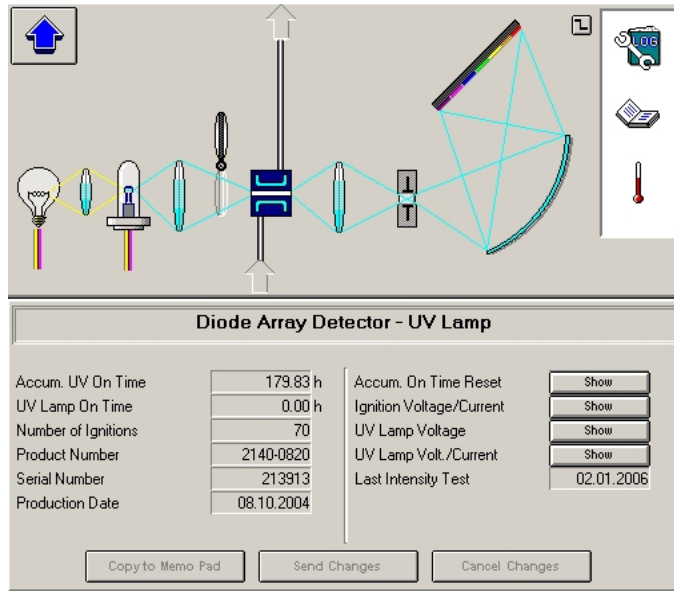 LOG
Diode Array Detector - UV Lamp
Accum. UV On Time 179.83 h
UV Lamp On Time 0.00 h
Number of Ignitions 70
Product Number 2140-0820
Serial Number 213913
Production Date 08.10.2004
Accum. On Time Reset Show
Ignition Voltage/Current Show
UV Lamp Voltage Show
UV Lamp Volt./Current Show
Last Intensity Test 02.01.2006
Copy to Memo Pad Send Changes Cancel Changes